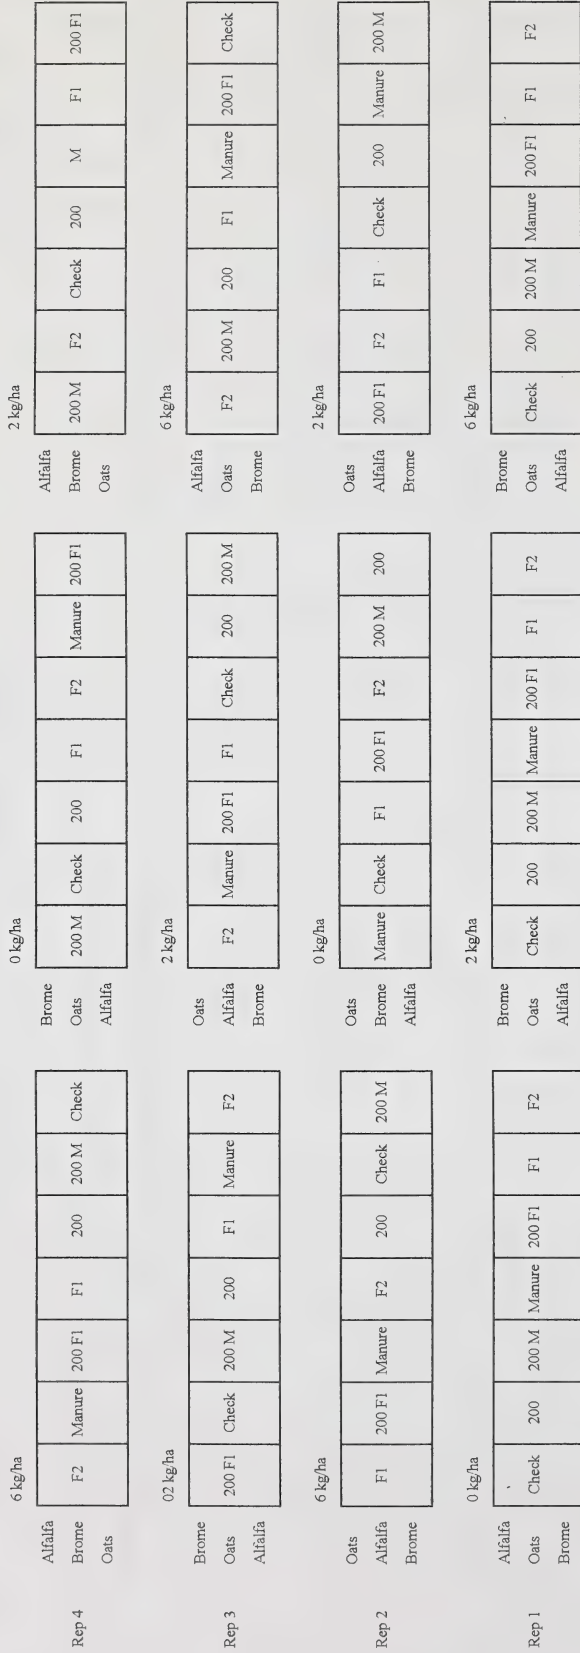 6 kg/ha 0 kg/ha 2 kg/ha
Alfalfa Brome Alfalfa
Rep 4 Brome F2 Manure 200 F1 F1 200 200 M Check Oats 200 M Check 200 F1 F2 Manure 200 F1 Brome 200 M F2 Check 200 M F1 200 F1
Oats Alfalfa Oats
02 kg/ha 2 kg/ha 6 kg/ha
Brome Oats Alfalfa
Rep 3 Oats 200 F1 Check 200 M 200 F1 Manure F2 Alfalfa F2 Manure 200 F1 F1 Check 200 200 M Oats F2 200 M 200 F1 Manure 200 F1 Check
Alfalfa Brome Brome
6 kg/ha 0 kg/ha 2 kg/ha
Oats Oats Oats
Rep 2 Alfalfa F1 200 F1 Manure F2 200 Check 200 M Brome Manure Check F1 200 F1 F2 200 M 200 Alfalfa 200 F1 F2 F1 Check 200 Manure 200 M
Brome Alfalfa Brome
0 kg/ha 2 kg/ha 6 kg/ha
Alfalfa Brome Brome
Rep 1 Oats Check 200 200 M Manure 200 F1 F1 F2 Oats Check 200 200 M Manure 200 F1 F1 F2 Oats Check 200 200 M Manure 200 F1 F1 F2
Brome Alfalfa Alfalfa